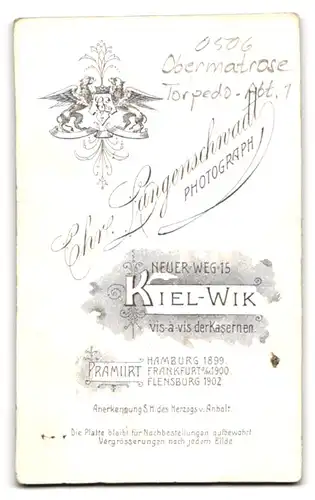 0506
Obermatrose
Torpedo-Abt. 1
Chr. Langenschwadt
PHOTOGRAPH
NEUER-WEG-15
KIEL-WIK
vis-a-vis der Kasernen
PRÄMIIRT
HAMBURG 1899.
FRANKFURT a/M 1900.
FLENSBURG 1902.
Anerkennung S.H. des Herzogs v. Anhalt.
Die Platte bleibt für Nachbestellungen aufbewahrt
Vergrösserungen nach jedem Bilde